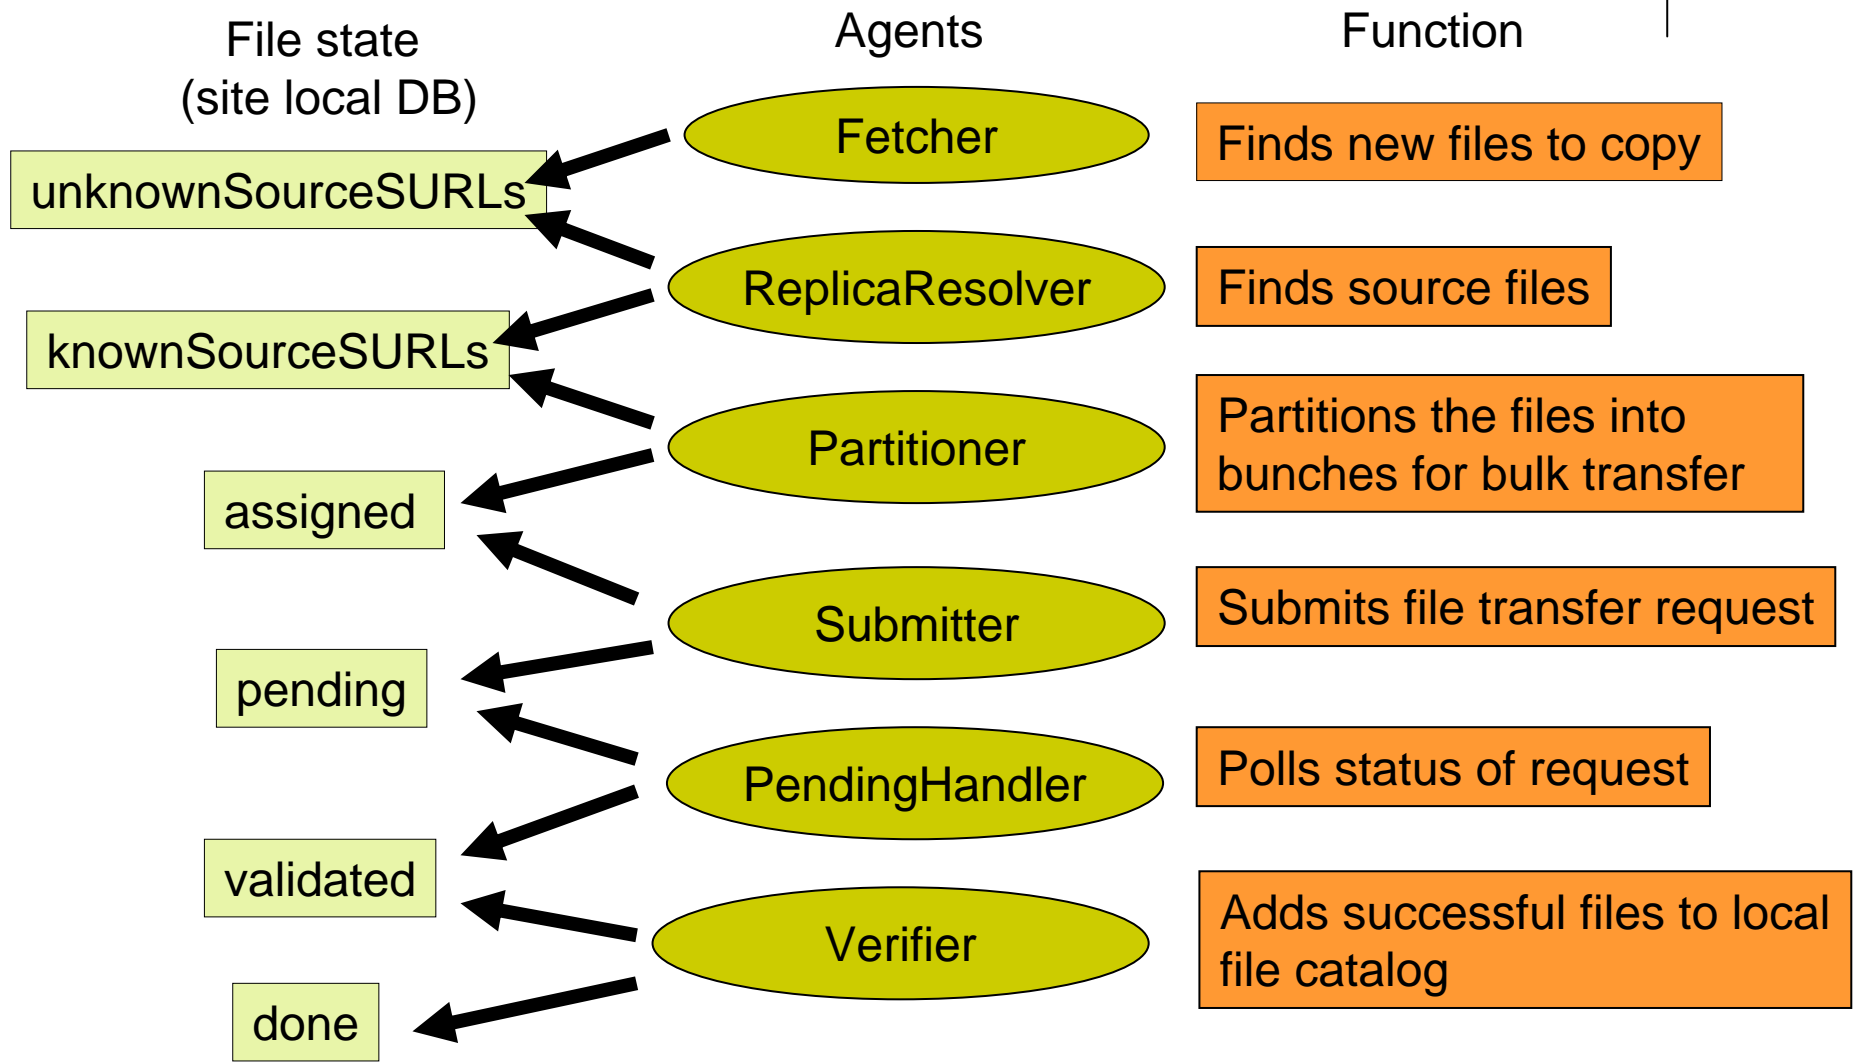 File state
(site local DB)
Agents
Function
unknownSourceSURLs
Fetcher
Finds new files to copy
ReplicaResolver
Finds source files
knownSourceSURLs
Partitioner
Partitions the files into
bunches for bulk transfer
assigned
Submitter
Submits file transfer request
pending
PendingHandler
Polls status of request
validated
Verifier
Adds successful files to local
file catalog
done